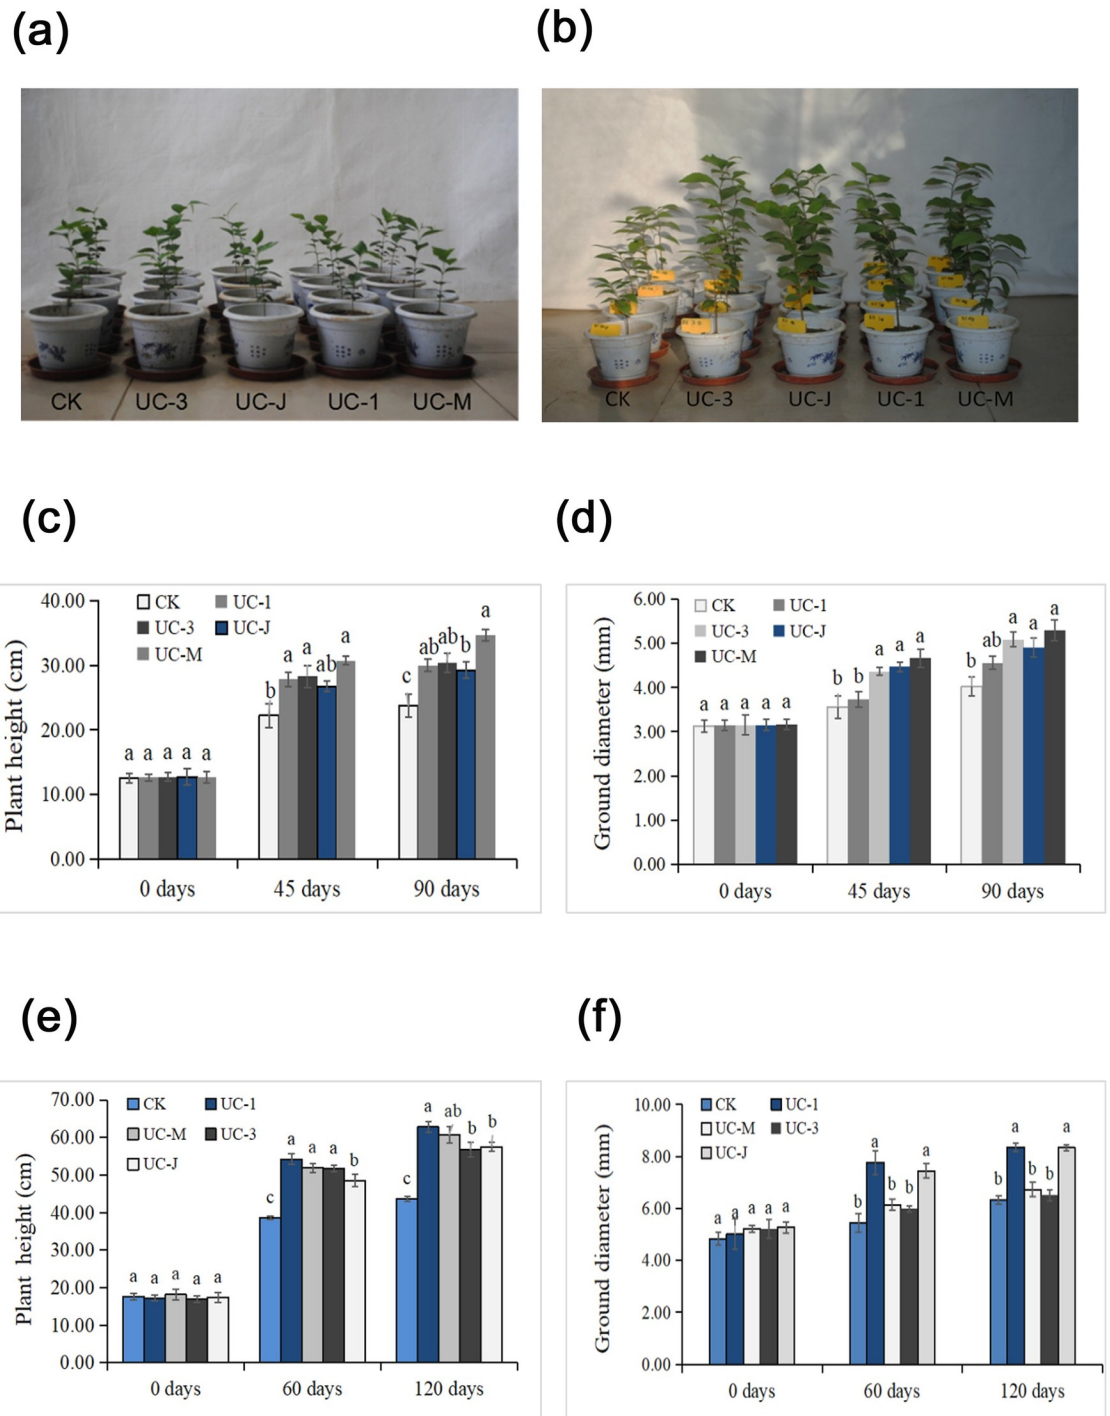 (a)
(b)
CK UC-3 UC-J UC-1 UC-M
CK UC-3 UC-J UC-1 UC-M
(c)
40.00
30.00
20.00
10.00
0.00
Plant height (cm)
CK UC-1
UC-3 UC-J
UC-M
a a a a a
b a a ab a
c ab ab b a
0 days 45 days 90 days
(d)
6.00
5.00
4.00
3.00
2.00
1.00
0.00
Ground diameter (mm)
CK UC-1
UC-3 UC-J
UC-M
a a a a a
b b a a a
b ab a a a
0 days 45 days 90 days
(e)
70.00
60.00
50.00
40.00
30.00
20.00
10.00
0.00
Plant height (cm)
CK UC-1
UC-M UC-3
UC-J
a a a a a
c a a a b
c a ab b b
0 days 60 days 120 days
(f)
10.00
8.00
6.00
4.00
2.00
0.00
Ground diameter (mm)
CK UC-1
UC-M UC-3
UC-J
a a a a a
b a b b a
b a b b a
0 days 60 days 120 days